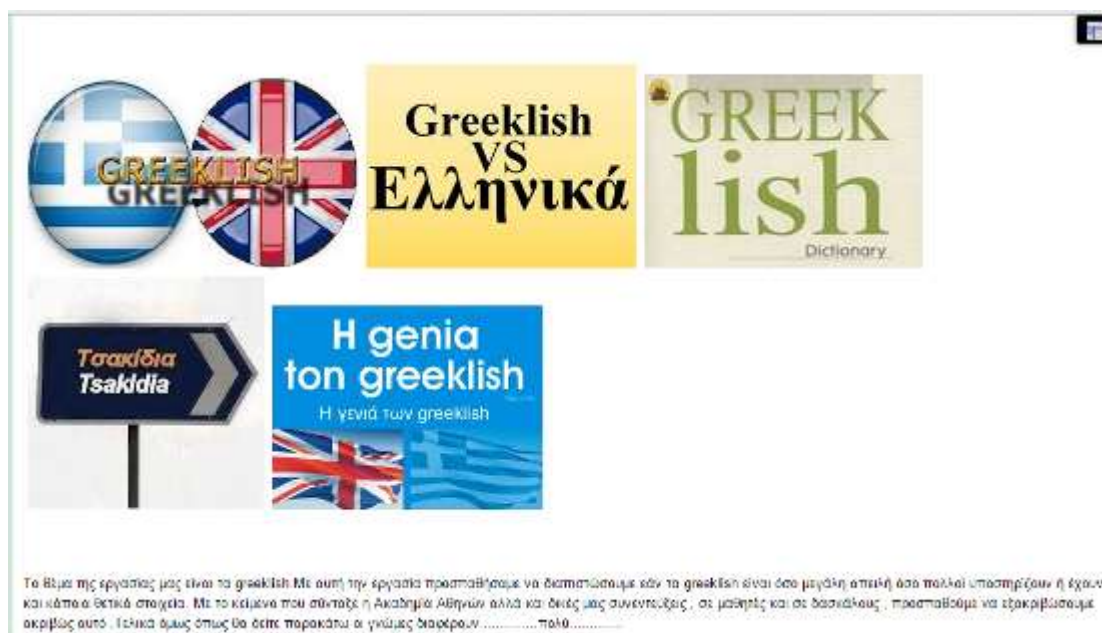 GREEKLISH
Greeklish
VS
Ελληνικά
GREEK
lish
Dictionary
Τσακίδια
Tsakidia
H genia
ton greeklish
Η γενιά των greeklish
Το θέμα της εργασίας μας είναι τα greeklish Με αυτή την εργασία προσπαθήσαμε να διαπιστώσουμε εάν τα greeklish είναι όσο μεγάλη απειλή όσο πολλοί υποστηρίζουν ή έχουν
και κάποια θετικά στοιχεία. Με το κείμενο που σύνταξε η Ακαδημία Αθηνών αλλά και δικές μας συνεντεύξεις , σε μαθητές και σε δασκάλους , προσπαθούμε να εξακριβώσουμε
ακριβώς αυτό . Τελικά όμως όπως θα δείτε παρακάτω οι γνώμες διαφέρουν ............. πολύ.............